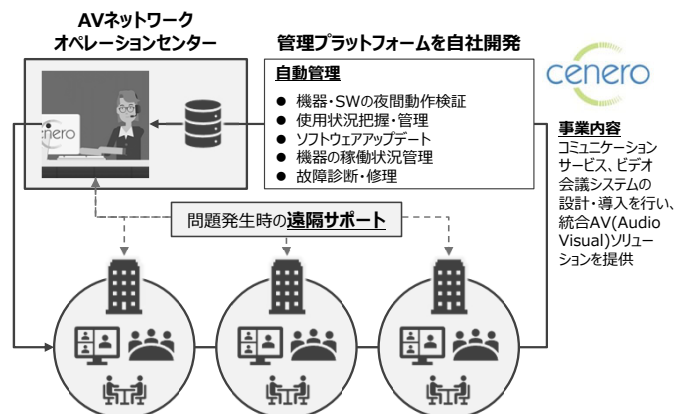 AVネットワーク
オペレーションセンター
管理プラットフォームを自社開発
自動管理
● 機器・SWの夜間動作検証
● 使用状況把握・管理
● ソフトウェアアップデート
● 機器の稼働状況管理
● 故障診断・修理
cenero
nero
事業内容
コミュニケーション
サービス、ビデオ
会議システムの
設計・導入を行い、
統合AV(Audio
Visual)ソリュー
ションを提供
問題発生時の遠隔サポート